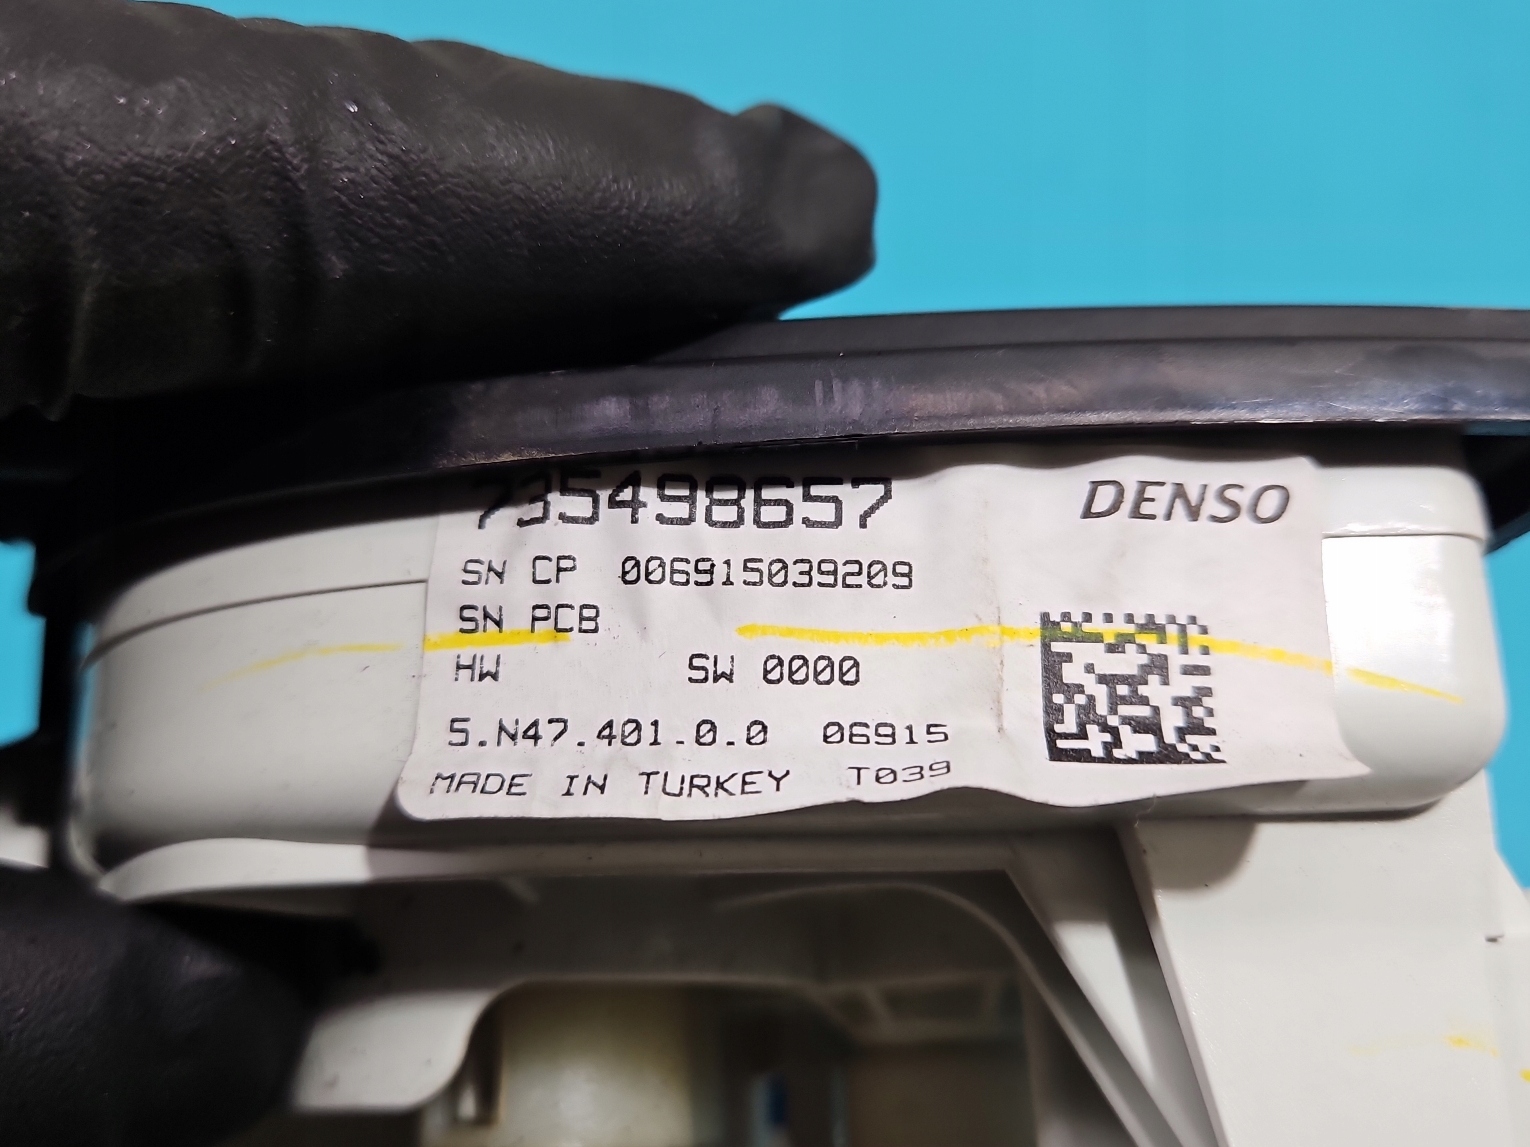 735498657 DENSO
SN CP 006915039209
SN PCB
HW SW 0000
5.N47.401.0.0 06915
MADE IN TURKEY T039